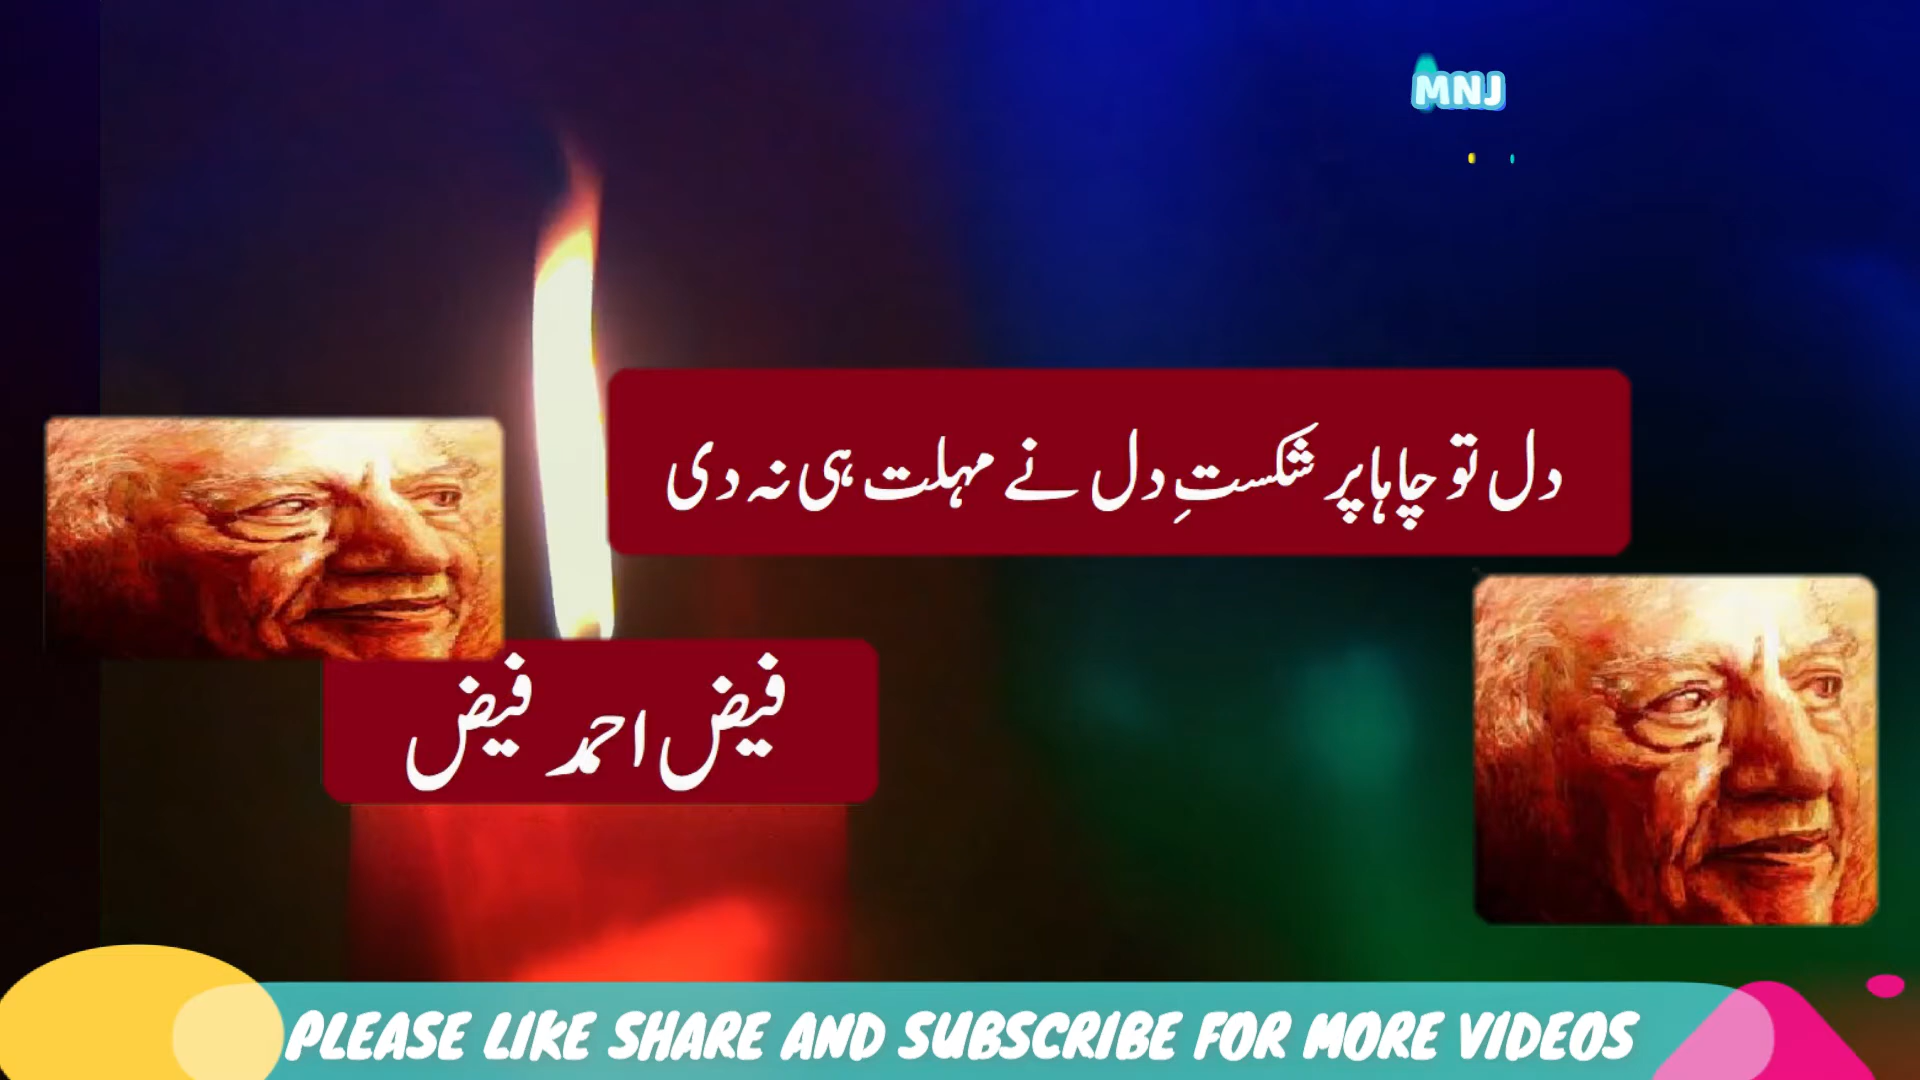 MNJ
دل تو چاہا پر شکستِ دل نے مہلت ہی نہ دی
فیض احمد فیض
PLEASE LIKE SHARE AND SUBSCRIBE FOR MORE VIDEOS